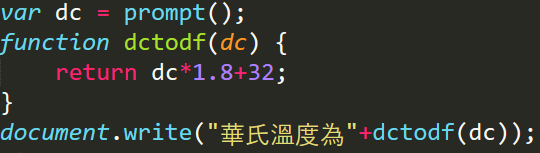 var dc = prompt();
function dctodf(dc) {
    return dc*1.8+32;
}
document.write("華氏溫度為"+dctodf(dc));